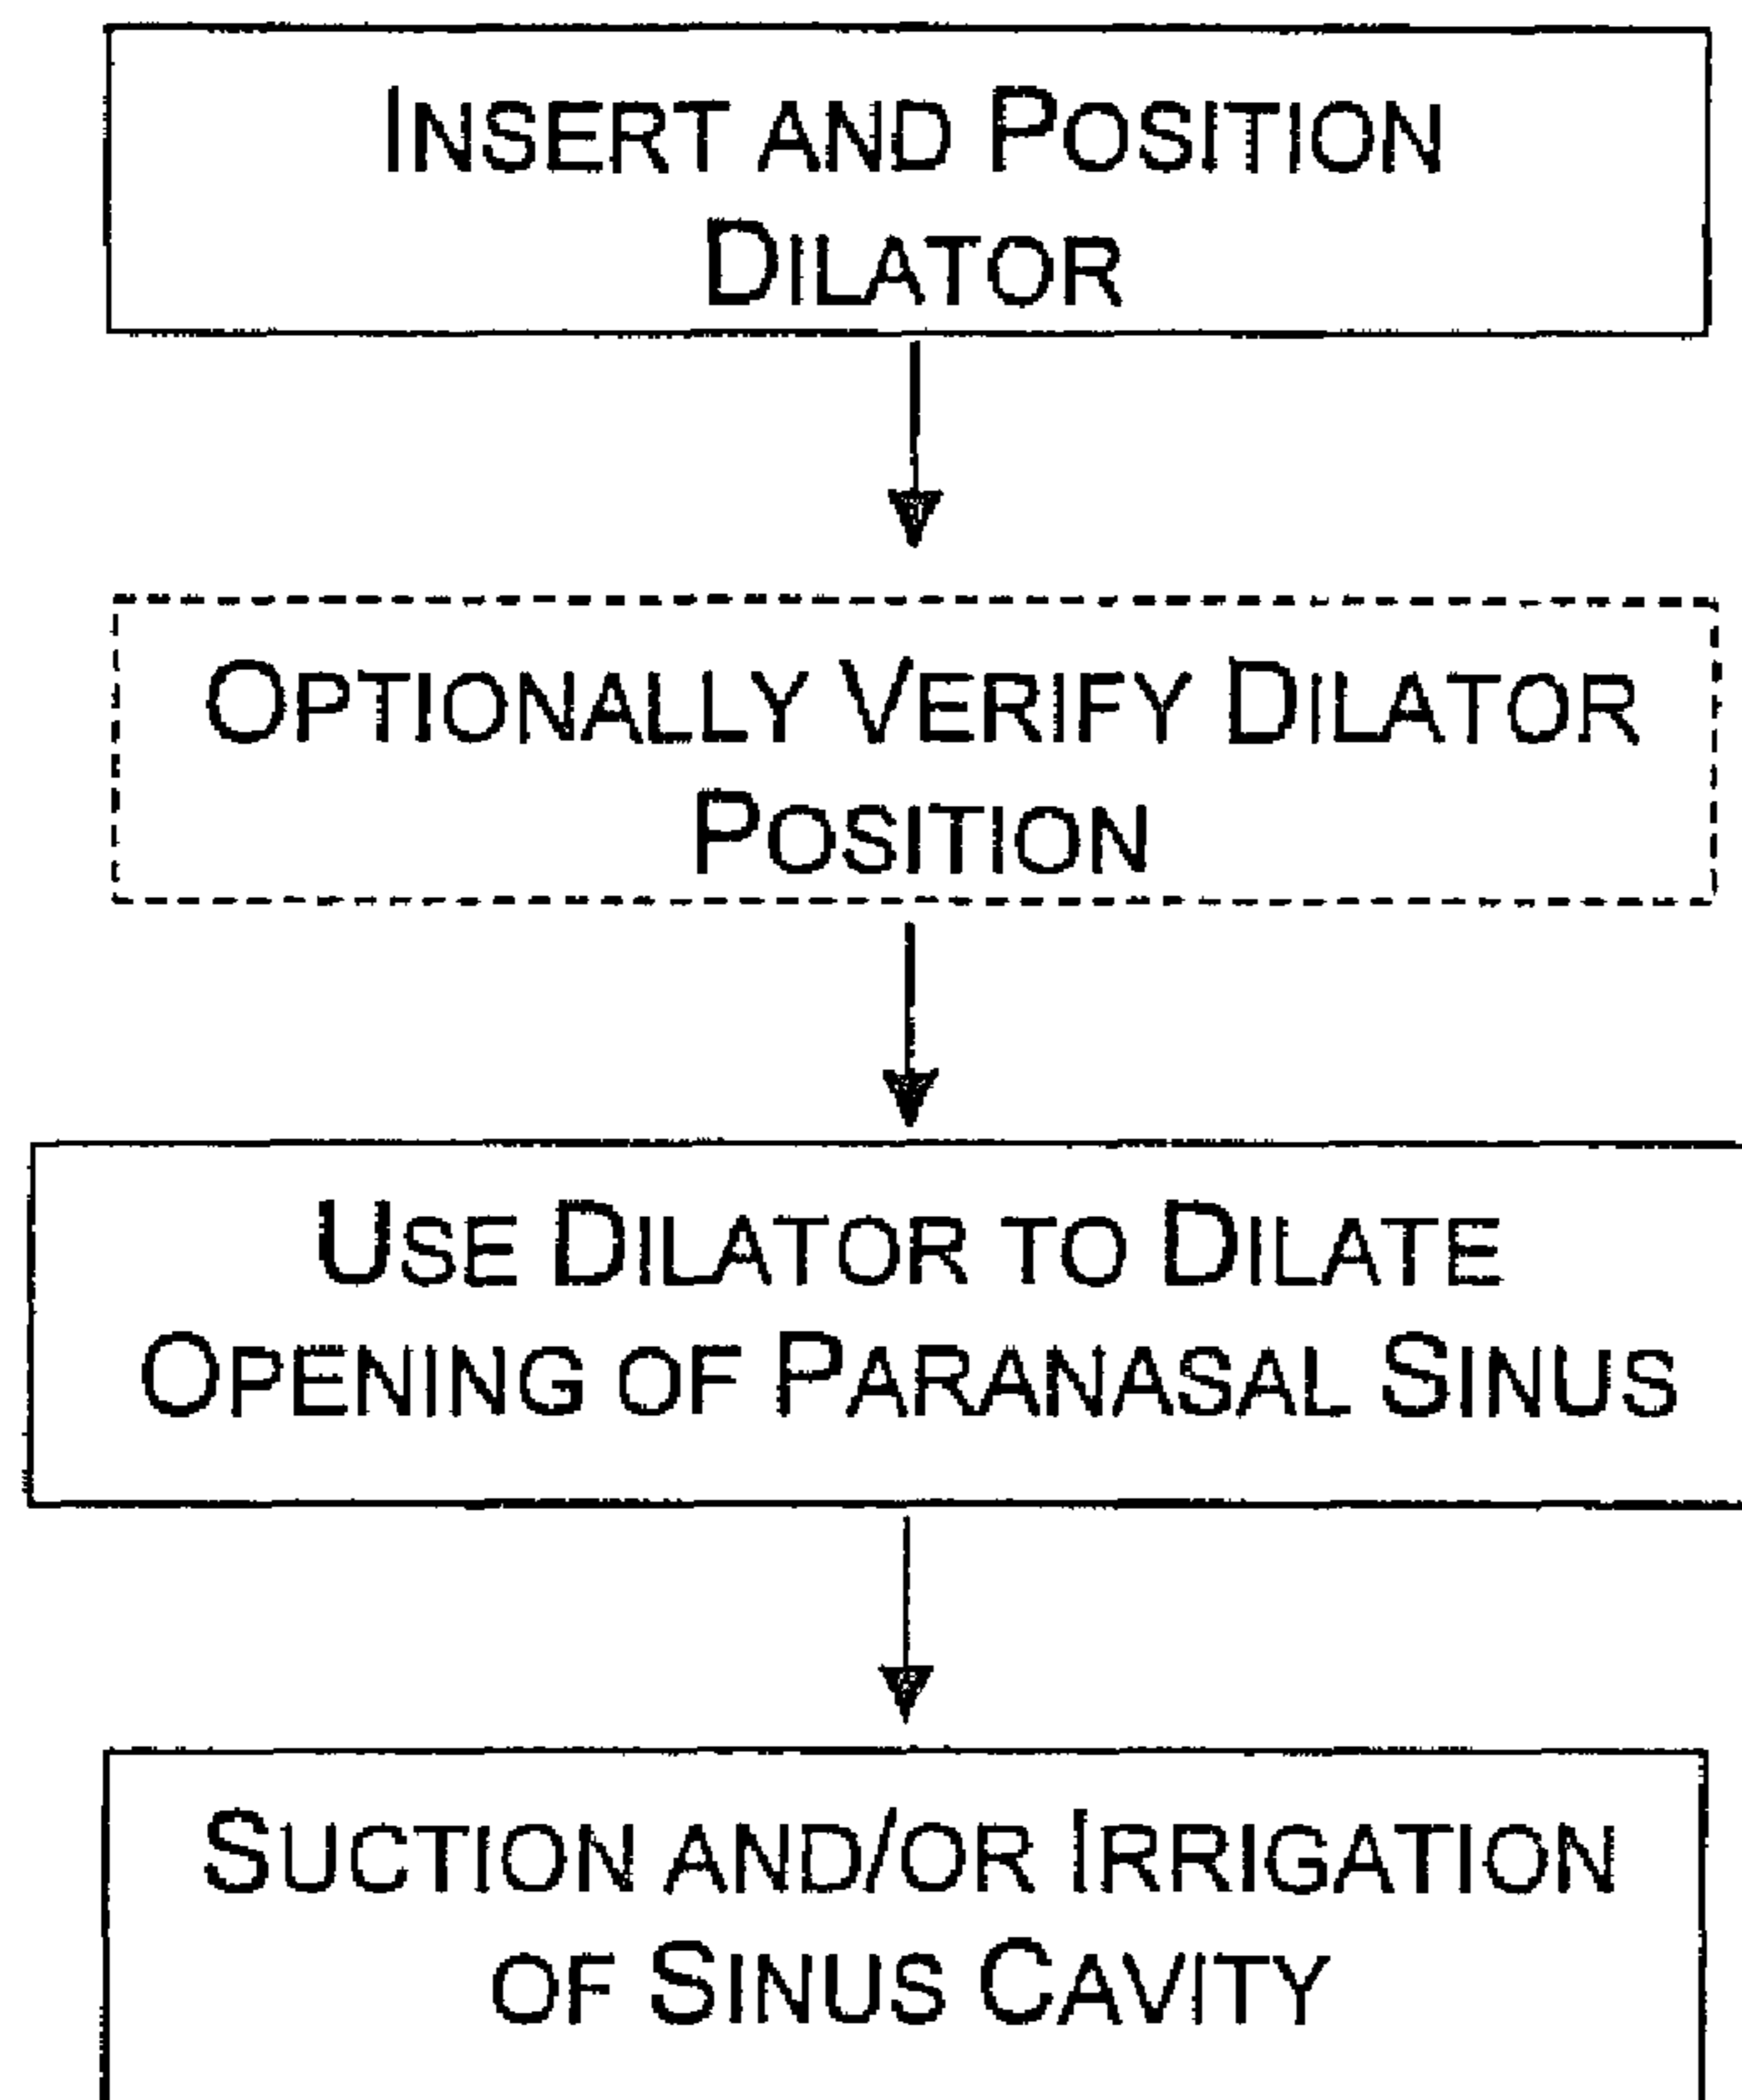 INSERT AND POSITION
DILATOR
OPTIONALLY VERIFY DILATOR
POSITION
USE DILATOR TO DILATE
OPENING OF PARANASAL SINUS
SUCTION AND/OR IRRIGATION
OF SINUS CAVITY